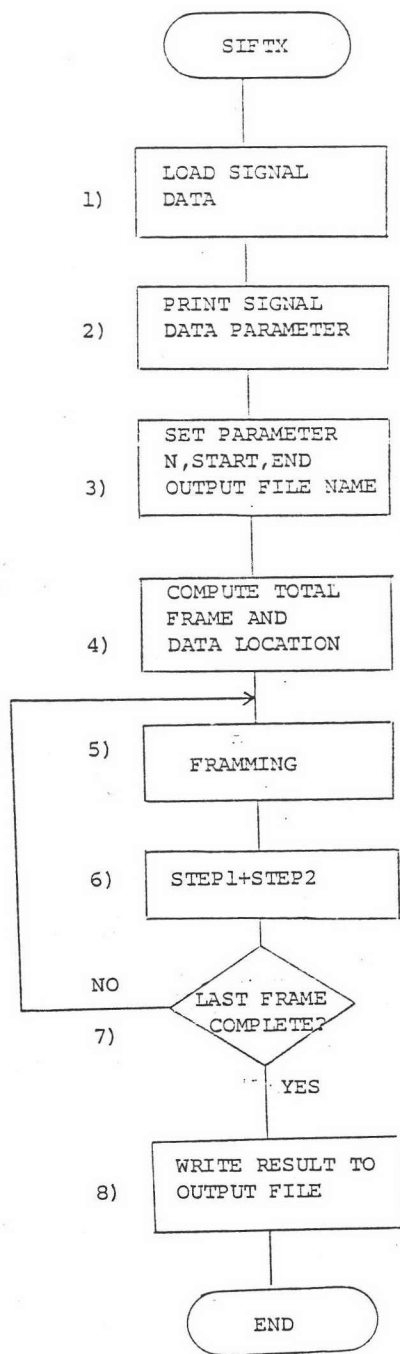 SIFTX
1)
LOAD SIGNAL
DATA
2)
PRINT SIGNAL
DATA PARAMETER
3)
SET PARAMETER
N,START,END
OUTPUT FILE NAME
4)
COMPUTE TOTAL
FRAME AND
DATA LOCATION
5)
FRAMMING
6)
STEP1+STEP2
NO
7)
LAST FRAME
COMPLETE?
YES
8)
WRITE RESULT TO
OUTPUT FILE
END